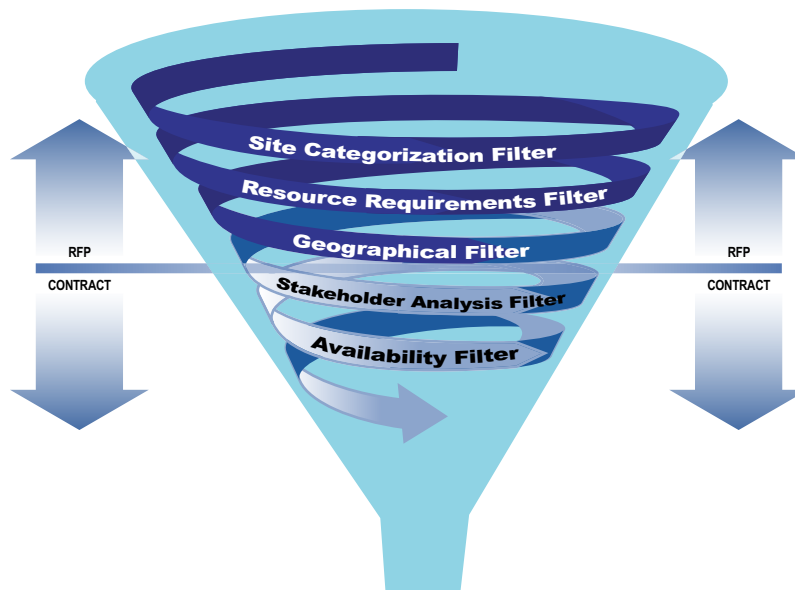 Site Categorization Filter
Resource Requirements Filter
Geographical Filter
RFP
RFP
CONTRACT
CONTRACT
Stakeholder Analysis Filter
Availability Filter